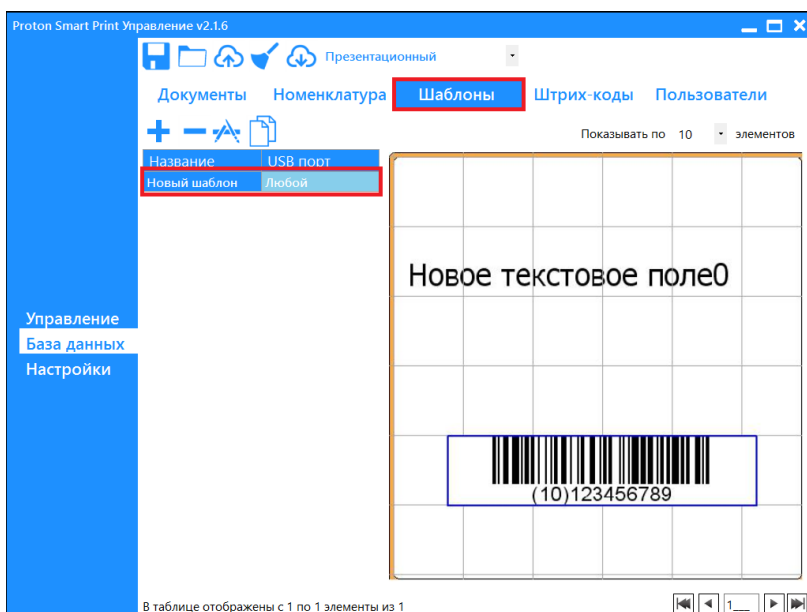 Proton Smart Print Управление v2.1.6
Презентационный
Документы Номенклатура Шаблоны Штрих-коды Пользователи
Показывать по 10 элементов
Название USB порт
Новый шаблон Любой
Новое текстовое поле0
Управление
База данных
Настройки
(10)123456789
В таблице отображены с 1 по 1 элементы из 1
1__